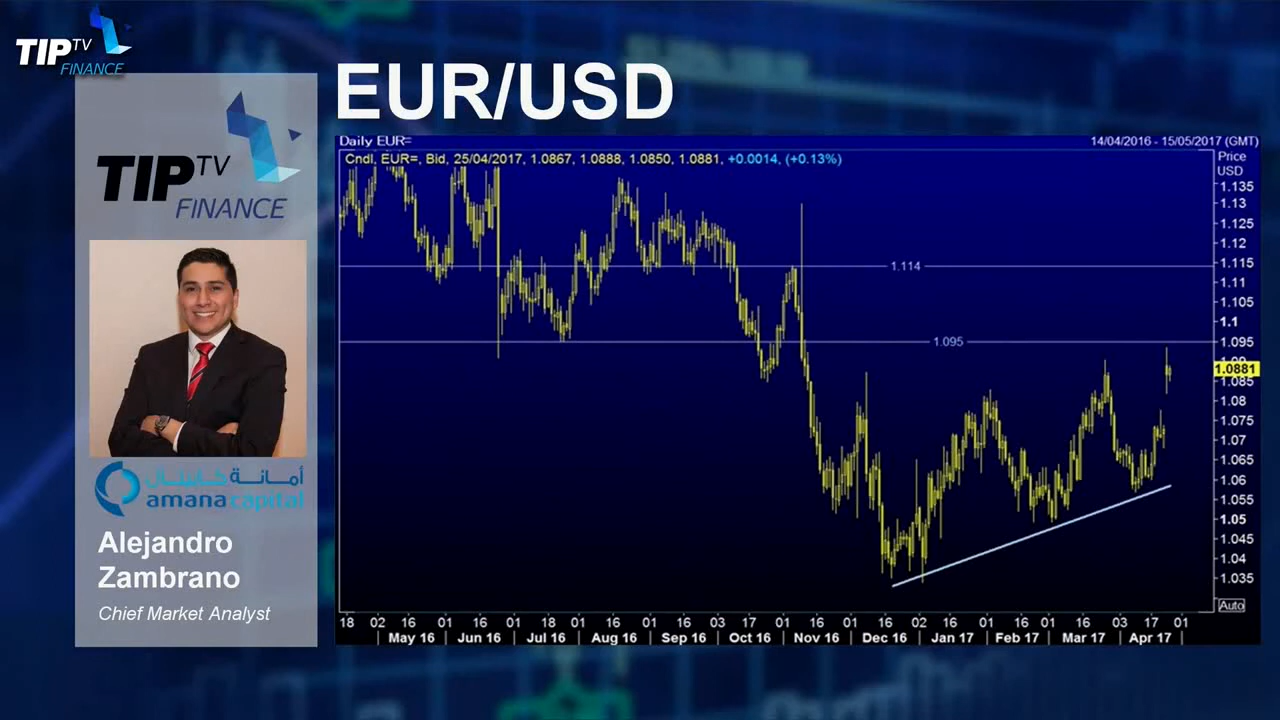 TIP TV
FINANCE
EUR/USD
TIP TV
FINANCE
أمانة كابيتال
amana capital
Alejandro
Zambrano
Chief Market Analyst
Daily EUR=
14/04/2016 - 15/05/2017 (GMT)
Cndl, EUR=, Bid, 25/04/2017, 1.0867, 1.0888, 1.0850, 1.0881, +0.0014, (+0.13%)
Price
USD
1.135
1.13
1.125
1.12
1.115
1.11
1.105
1.1
1.095
1.09
1.0881
1.085
1.08
1.075
1.07
1.065
1.06
1.055
1.05
1.045
1.04
1.035
Auto
1.114
1.095
18 02 16 01 16 01 18 01 16 01 16 03 17 01 16 01 16 02 16 01 16 01 16 03 17 01
May 16 Jun 16 Jul 16 Aug 16 Sep 16 Oct 16 Nov 16 Dec 16 Jan 17 Feb 17 Mar 17 Apr 17